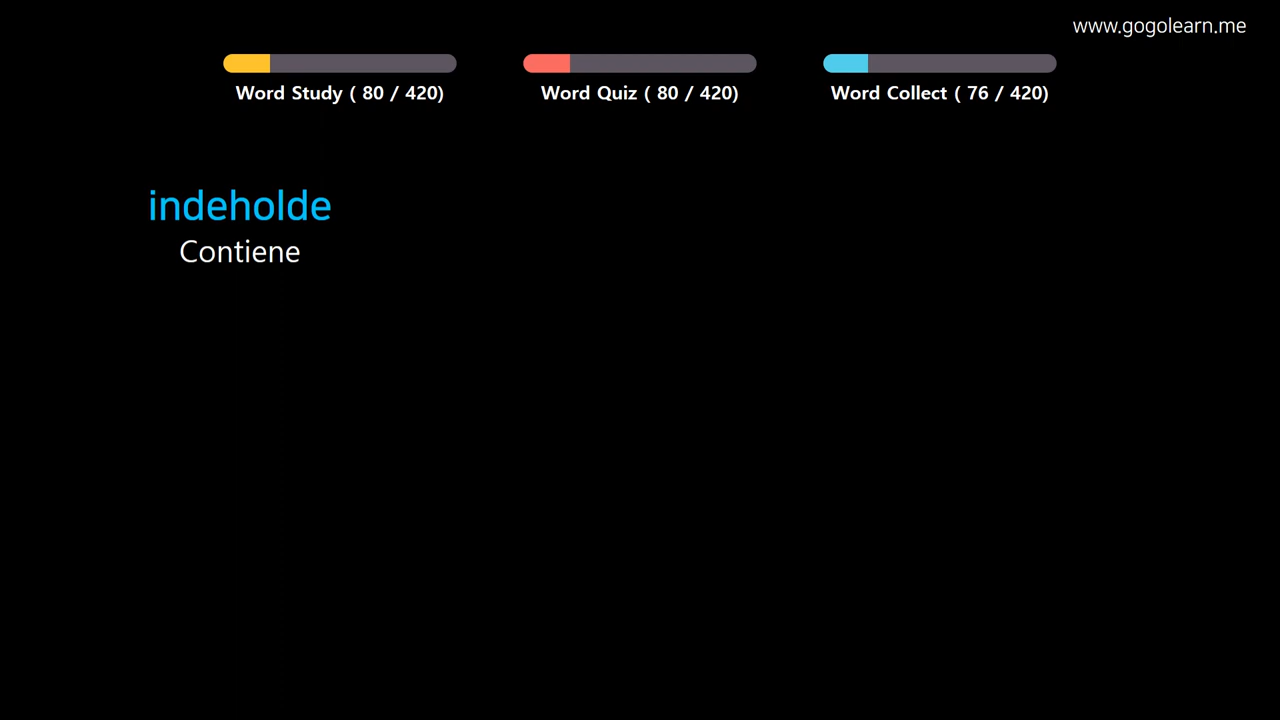 www.gogolearn.me
Word Study ( 80 / 420)
Word Quiz ( 80 / 420)
Word Collect ( 76 / 420)
indeholde
Contiene